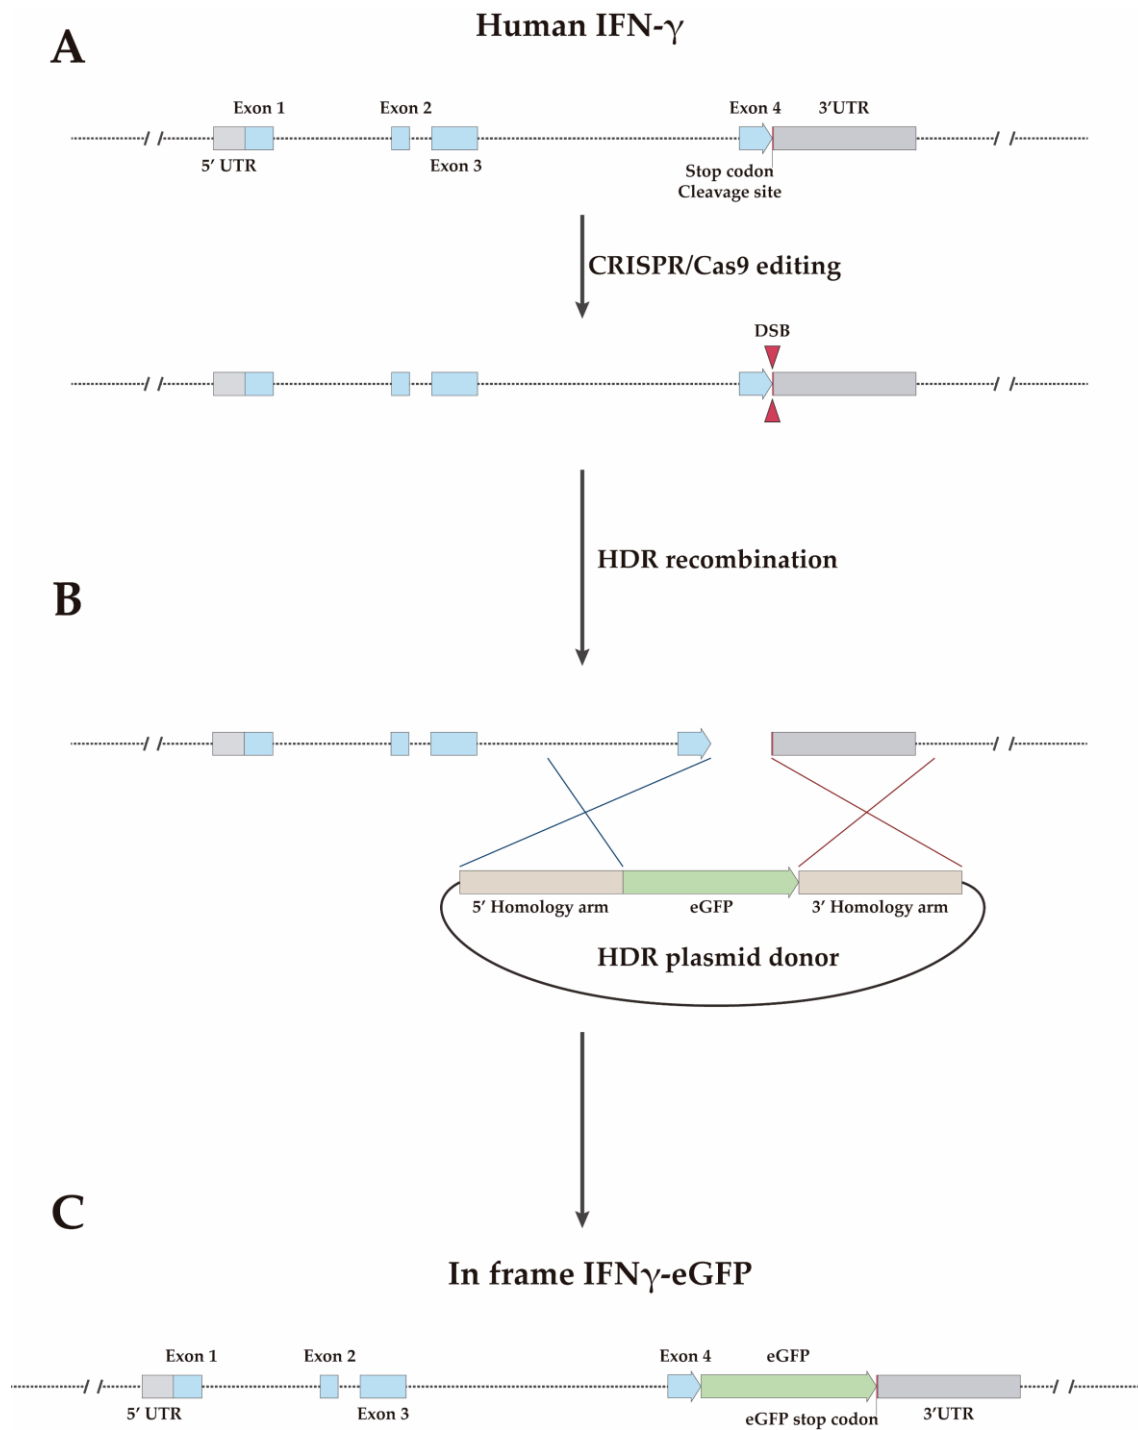 Human IFN-γ
A
Exon 1
Exon 2
Exon 4
3'UTR
5' UTR
Exon 3
Stop codon
Cleavage site
CRISPR/Cas9 editing
DSB
HDR recombination
B
5' Homology arm
eGFP
3' Homology arm
HDR plasmid donor
C
In frame IFNγ-eGFP
Exon 1
Exon 2
Exon 4
eGFP
5' UTR
Exon 3
eGFP stop codon
3'UTR